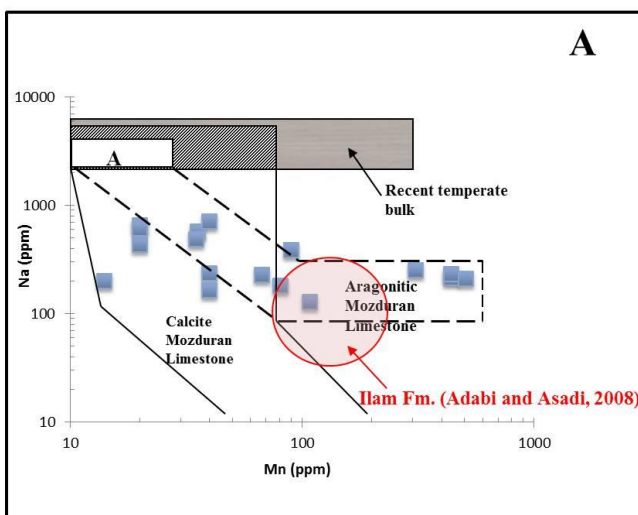 A
10000
1000
100
10
Na (ppm)
A
Recent temperate
bulk
Aragonitic
Mozduran
Limestone
Calcite
Mozduran
Limestone
Ilam Fm. (Adabi and Asadi, 2008)
10
100
1000
Mn (ppm)